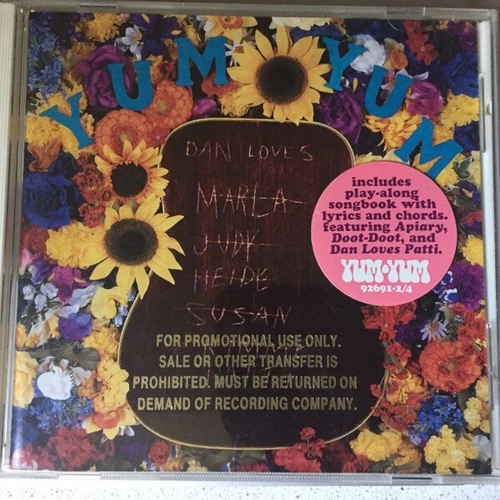 YUM YUM
DAN LOVES
MARLA
JUDY
HEIDE
SUSAN
includes
play-along
songbook with
lyrics and chords.
featuring Apiary,
Doot-Doot, and
Dan Loves Patti.
YUM•YUM
92691-2/4
FOR PROMOTIONAL USE ONLY.
SALE OR OTHER TRANSFER IS
PROHIBITED. MUST BE RETURNED ON
DEMAND OF RECORDING COMPANY.